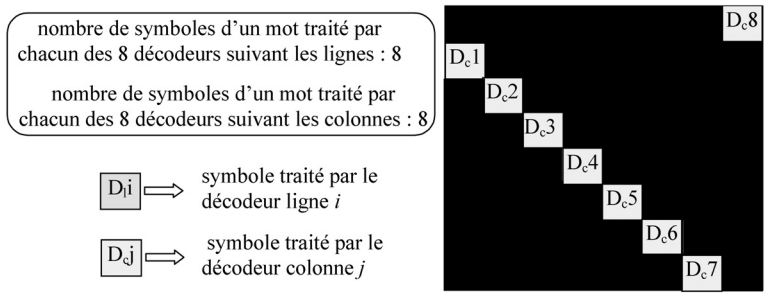 nombre de symboles d'un mot traité par
chacun des 8 décodeurs suivant les lignes : 8
nombre de symboles d'un mot traité par
chacun des 8 décodeurs suivant les colonnes : 8
Dli
symbole traité par le
décodeur ligne i
Dcj
symbole traité par le
décodeur colonne j
Dc8
Dc1
Dc2
Dc3
Dc4
Dc5
Dc6
Dc7